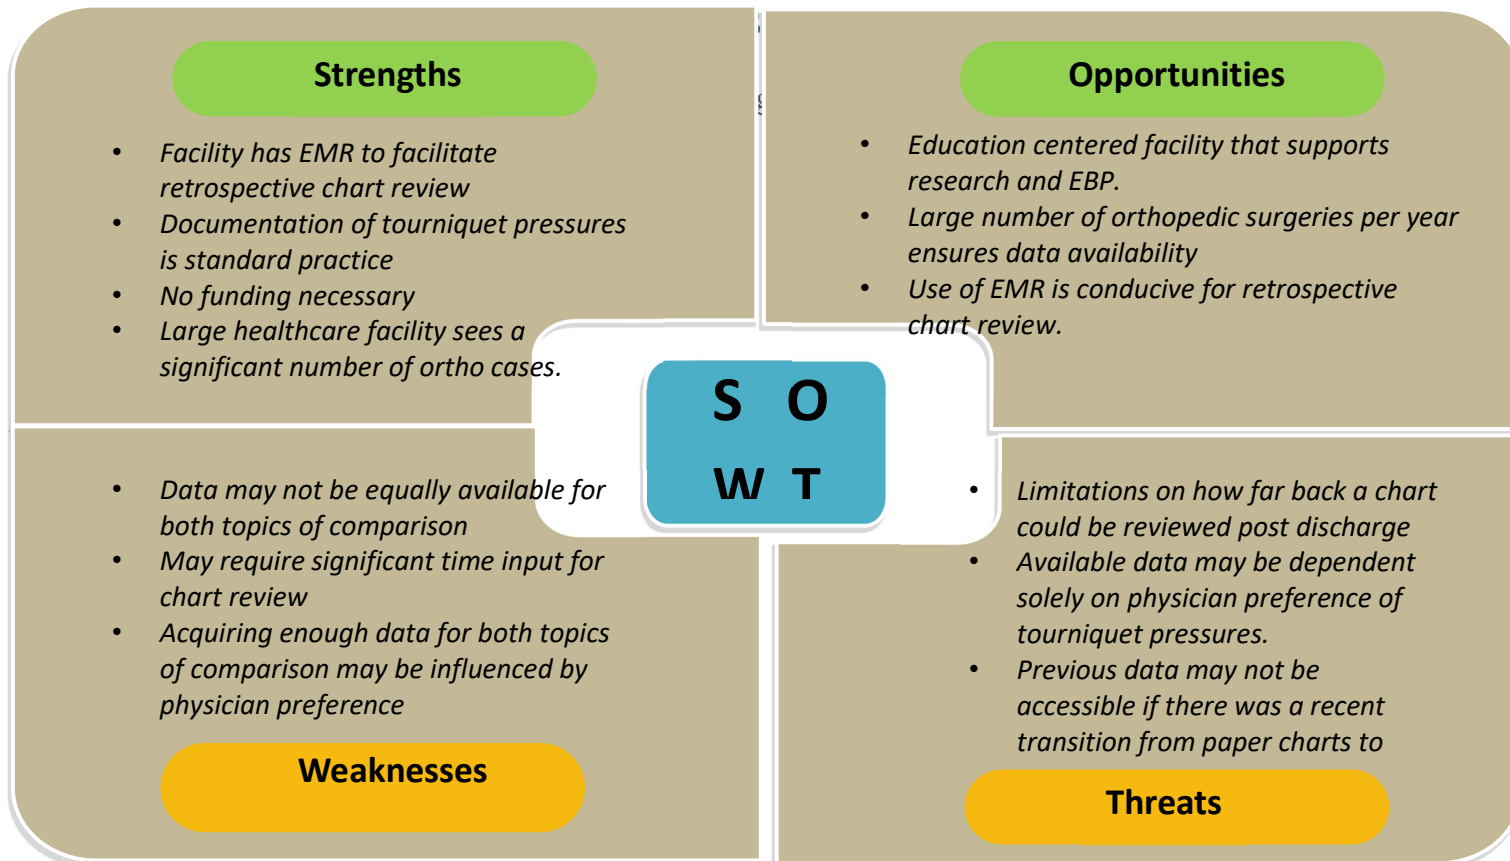 Strengths
• Facility has EMR to facilitate
retrospective chart review
• Documentation of tourniquet pressures
is standard practice
• No funding necessary
• Large healthcare facility sees a
significant number of ortho cases.
Opportunities
• Education centered facility that supports
research and EBP.
• Large number of orthopedic surgeries per year
ensures data availability
• Use of EMR is conducive for retrospective
chart review.
S O
W T
• Data may not be equally available for
both topics of comparison
• May require significant time input for
chart review
• Acquiring enough data for both topics
of comparison may be influenced by
physician preference
Weaknesses
• Limitations on how far back a chart
could be reviewed post discharge
• Available data may be dependent
solely on physician preference of
tourniquet pressures.
• Previous data may not be
accessible if there was a recent
transition from paper charts to
Threats